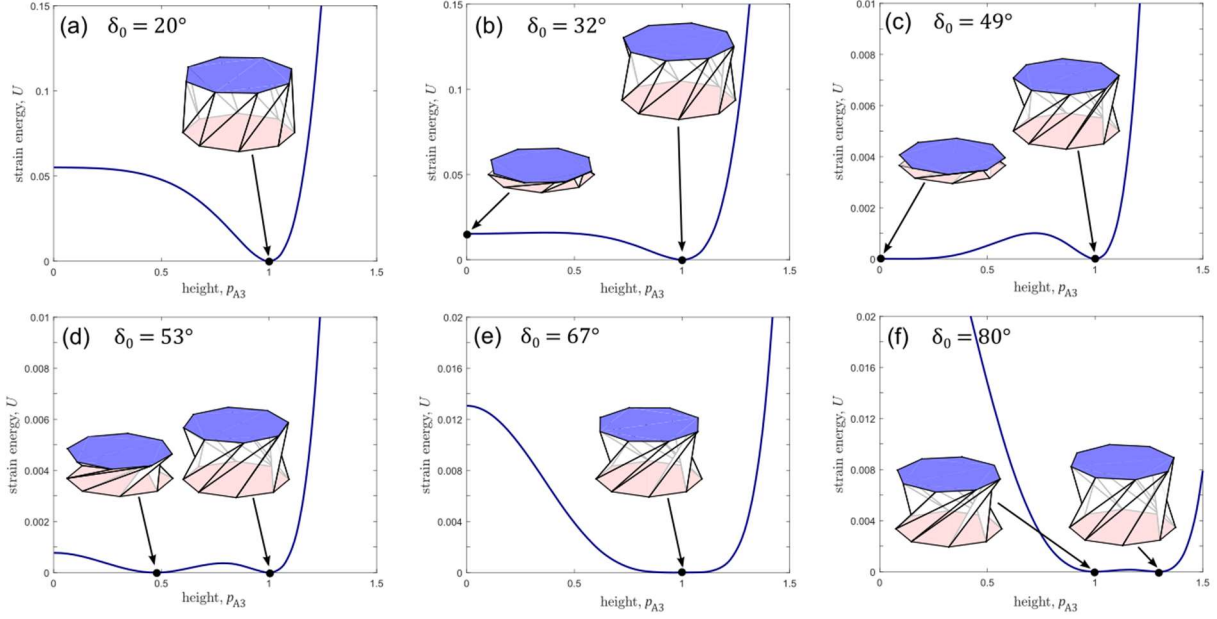 (a) δ₀ = 20°
0.15
0.1
0.05
0
strain energy, U
0 0.5 1 1.5
height, pA3
(b) δ₀ = 32°
0.15
0.1
0.05
0
strain energy, U
0 0.5 1 1.5
height, pA3
(c) δ₀ = 49°
0.01
0.008
0.006
0.004
0.002
0
strain energy, U
0 0.5 1 1.5
height, pA3
(d) δ₀ = 53°
0.01
0.008
0.006
0.004
0.002
0
strain energy, U
0 0.5 1 1.5
height, pA3
(e) δ₀ = 67°
0.02
0.016
0.012
0.008
0.004
0
strain energy, U
0 0.5 1 1.5
height, pA3
(f) δ₀ = 80°
0.02
0.016
0.012
0.008
0.004
0
strain energy, U
0 0.5 1 1.5
height, pA3